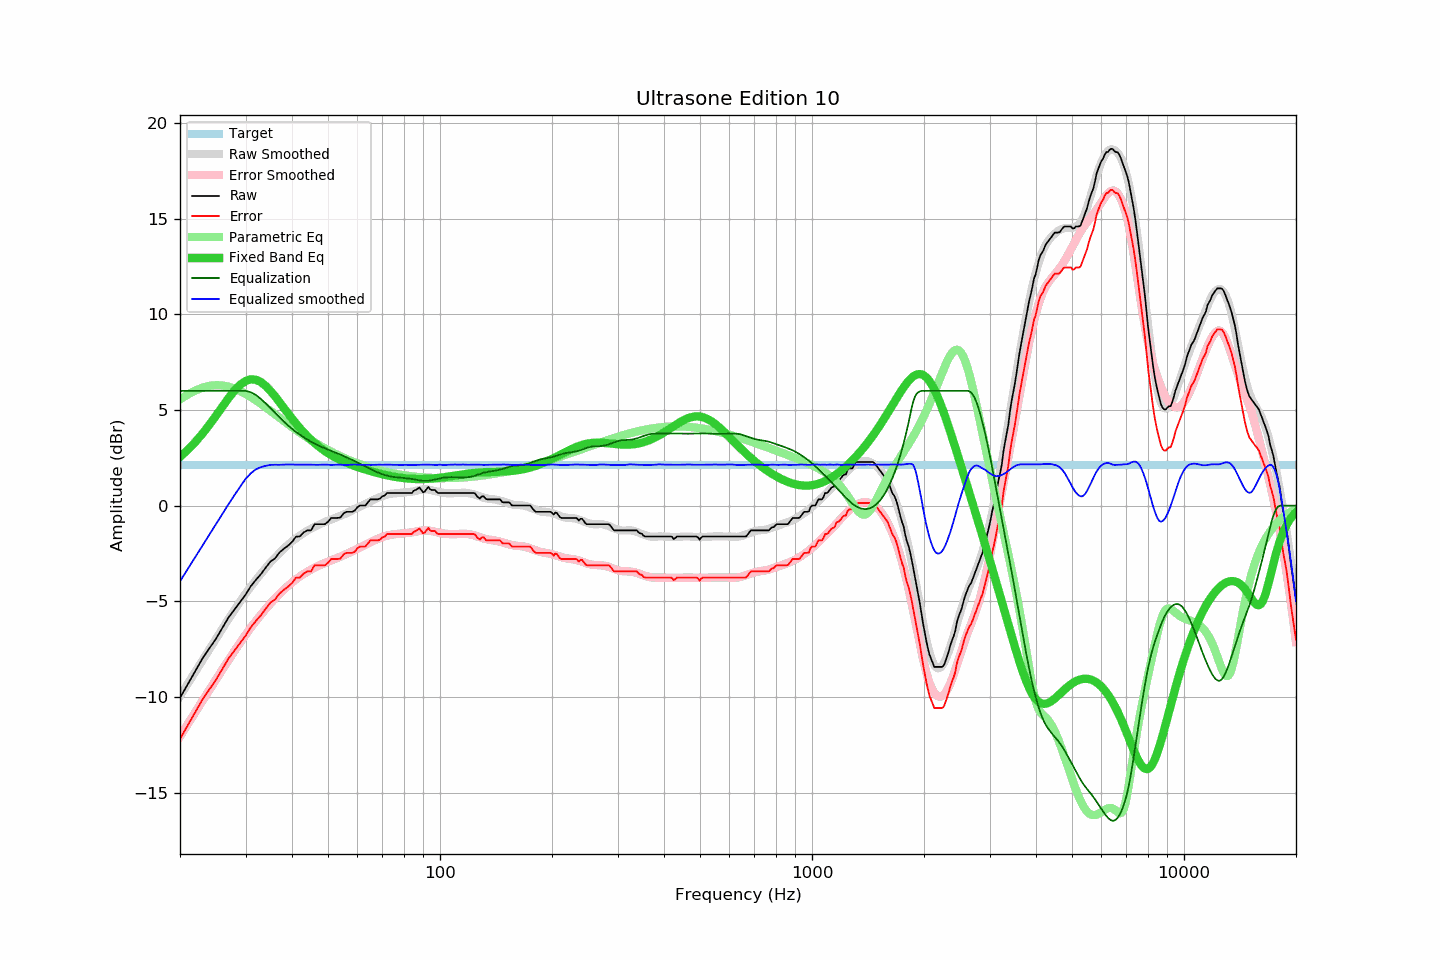 Ultrasone Edition 10
20
15
10
5
0
−5
−10
−15
Amplitude (dBr)
Target
Raw Smoothed
Error Smoothed
Raw
Error
Parametric Eq
Fixed Band Eq
Equalization
Equalized smoothed
100
1000
10000
Frequency (Hz)